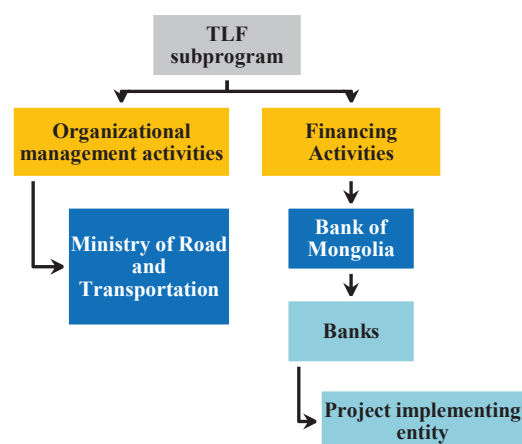 TLF
subprogram
Organizational
management activities
Financing
Activities
Ministry of Road
and
Transportation
Bank of
Mongolia
Banks
Project implementing
entity